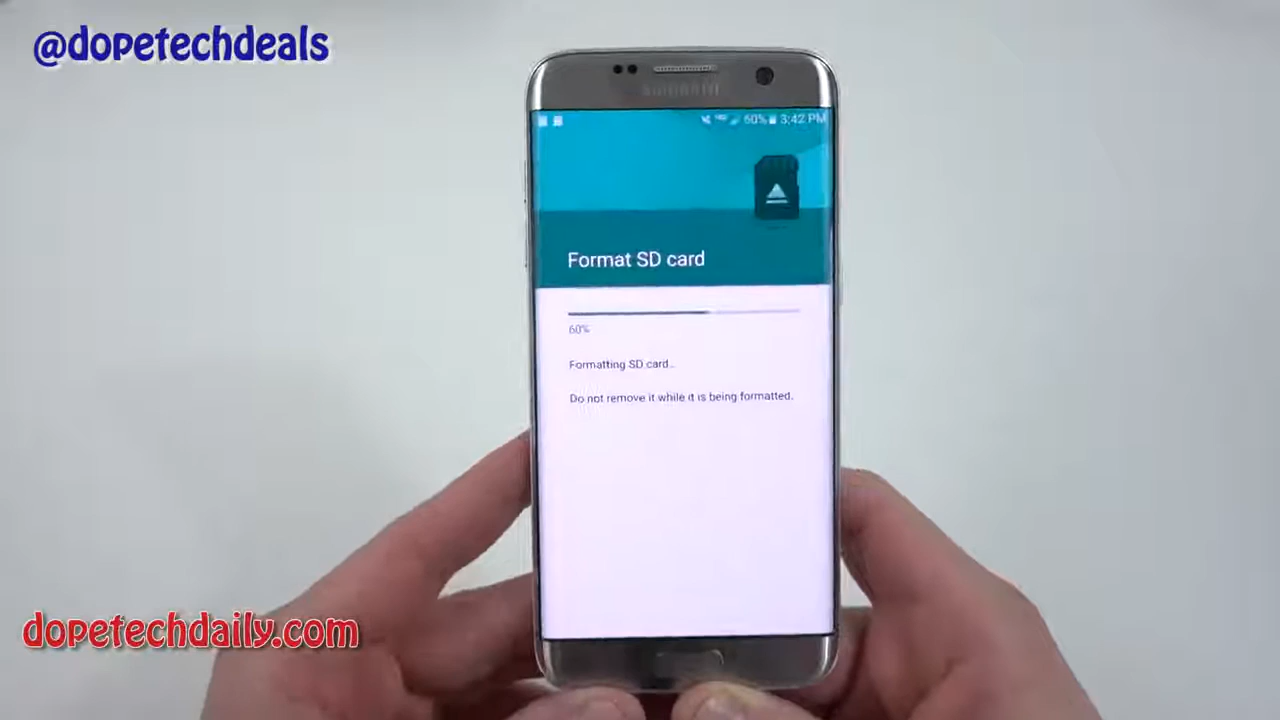 @dopetechdeals
SAMSUNG
60% 3:42 PM
Format SD card
60%
Formatting SD card...
Do not remove it while it is being formatted.
dopetechdaily.com